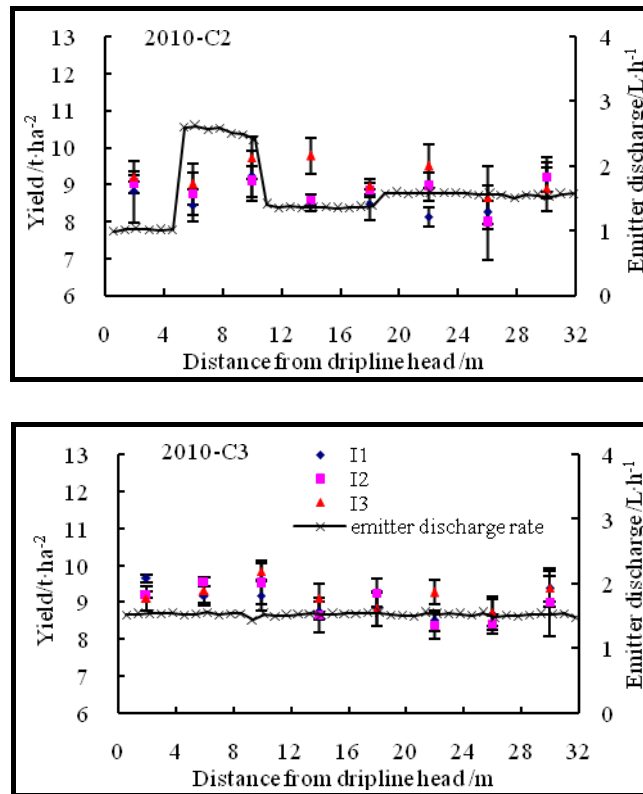 2010-C2
13
12
11
10
9
8
7
6
Yield/t·ha-2
4
3
2
1
0
Emitter discharge/L·h-1
0 4 8 12 16 20 24 28 32
Distance from dripline head /m
2010-C3
I1
I2
I3
emitter discharge rate
13
12
11
10
9
8
7
6
Yield/t·ha-2
4
3
2
1
0
Emitter discharge/L·h-1
0 4 8 12 16 20 24 28 32
Distance from dripline head /m